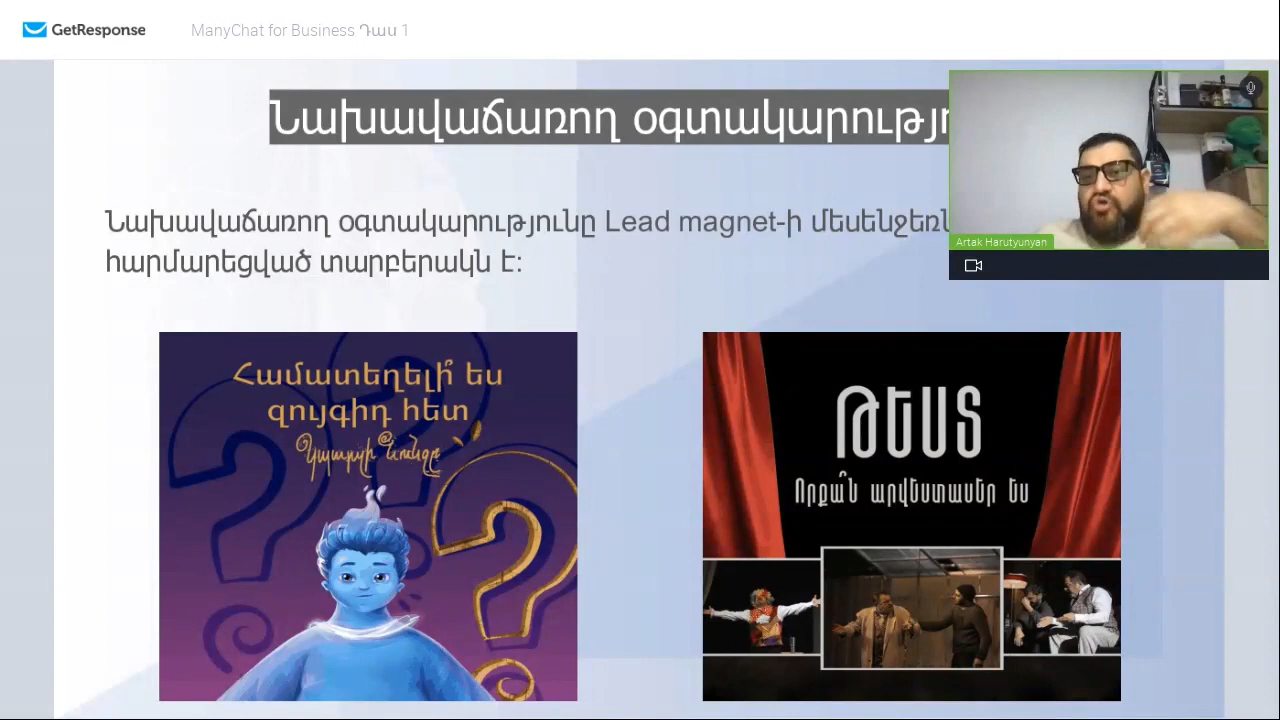 GetResponse
ManyChat for Business Դաս 1
Նախավաճառող օգտակարությ
Artak Harutyunyan
Նախավաճառող օգտակարությունը Lead magnet-ի մեսենջեռն
հարմարեցված տարբերակն է:
Համատեղելի՞ ես
զույգիդ հետ
ԹԵՍՏ
Որքա՞ն արվեստասեր ես